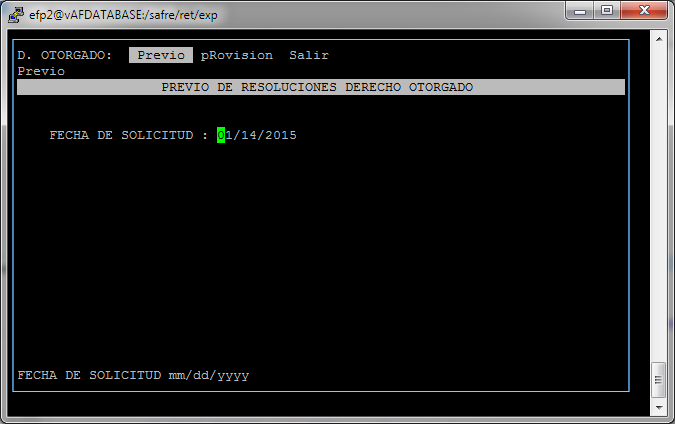 efp2@vAFDATABASE:/safre/ret/exp
D. OTORGADO: Previo pRovision Salir
Previo
PREVIO DE RESOLUCIONES DERECHO OTORGADO
FECHA DE SOLICITUD : 01/14/2015
FECHA DE SOLICITUD mm/dd/yyyy